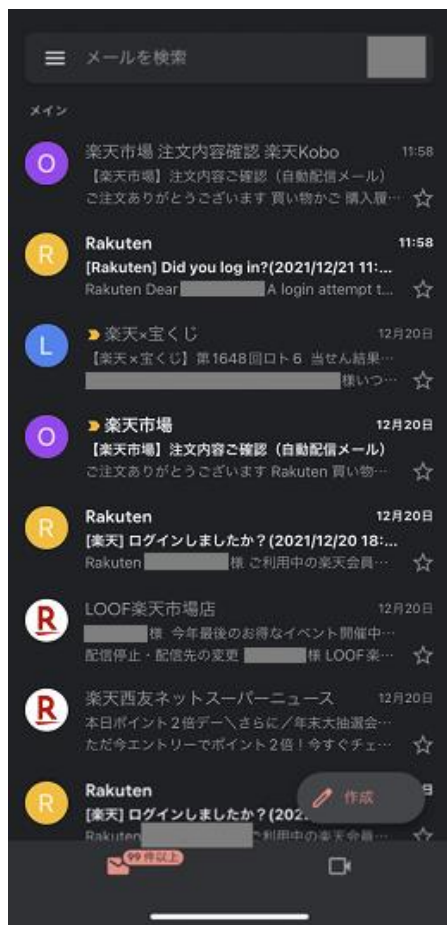 メールを検索
メイン
楽天市場 注文内容確認 楽天Kobo 11:58
O
【楽天市場】注文内容ご確認（自動配信メール）
ご注文ありがとうございます 買い物かご 購入履…
Rakuten 11:58
R
[Rakuten] Did you log in?(2021/12/21 11:...
Rakuten Dear A login attempt t...
楽天×宝くじ 12月20日
L
【楽天×宝くじ】第1648回ロト6 当せん結果…
様いつ…
楽天市場 12月20日
O
【楽天市場】注文内容ご確認（自動配信メール）
ご注文ありがとうございます Rakuten 買い物…
Rakuten 12月20日
R
[楽天] ログインしましたか？(2021/12/20 18:...
Rakuten 様 ご利用中の楽天会員…
LOOF楽天市場店 12月20日
R
様 今年最後のお得なイベント開催中…
配信停止・配信先の変更 様 LOOF楽…
楽天西友ネットスーパーニュース 12月20日
R
本日ポイント2倍デー＼さらに／年末大抽選会…
ただ今エントリーでポイント2倍！今すぐチェ…
Rakuten 日
R
[楽天] ログインしましたか？(202
作成
Rakuten ご利用中の楽天会員…
99件以上